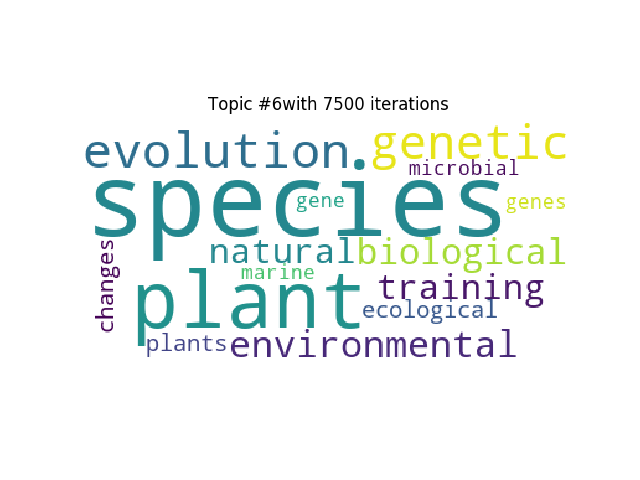 Topic #6with 7500 iterations
evolution
genetic
microbial
species
gene
genes
natural
biological
changes
marine
plant
training
ecological
plants
environmental